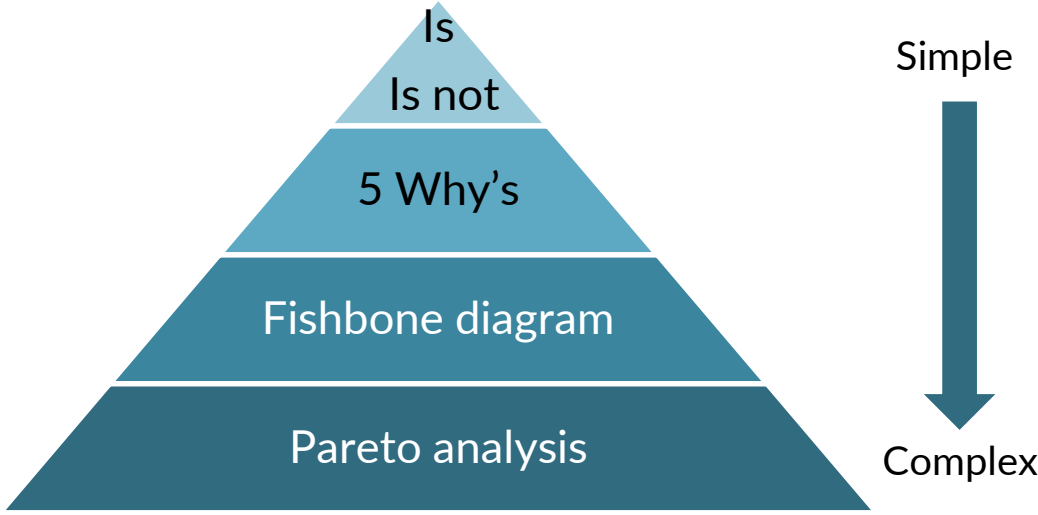 Is
Is not
5 Why’s
Fishbone diagram
Pareto analysis
Simple
Complex